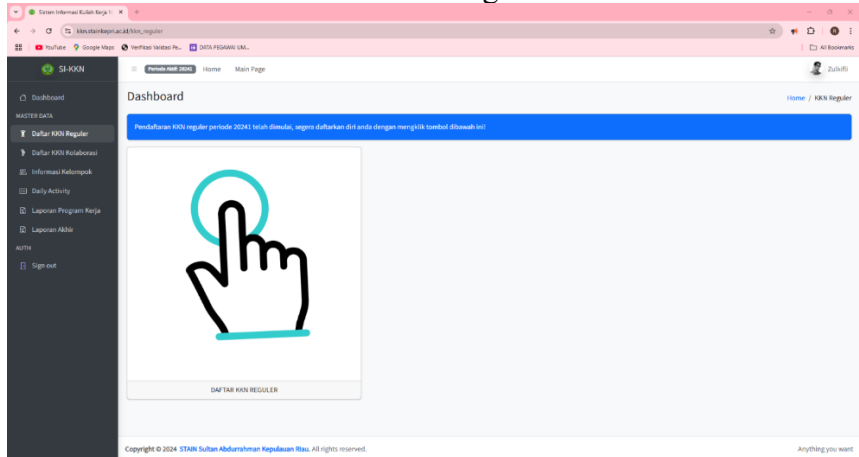 Sistem Informasi Kuliah Kerja N
kkn.stainkepri.ac.id/kkn_reguler
YouTube Google Maps Verifikasi Validasi Pe... DATA PEGAWAI UM... All Bookmarks
SI-KKN
Periode Aktif 20241 Home Main Page
Zulkifli
Dashboard
MASTER DATA
Daftar KKN Reguler
Daftar KKN Kolaborasi
Informasi Kelompok
Daily Activity
Laporan Program Kerja
Laporan Akhir
AUTH
Sign out
Dashboard
Home / KKN Reguler
Pendaftaran KKN reguler periode 20241 telah dimulai, segera daftarkan diri anda dengan mengklik tombol dibawah ini!
DAFTAR KKN REGULER
Copyright © 2024 STAIN Sultan Abdurrahman Kepulauan Riau. All rights reserved.
Anything you want